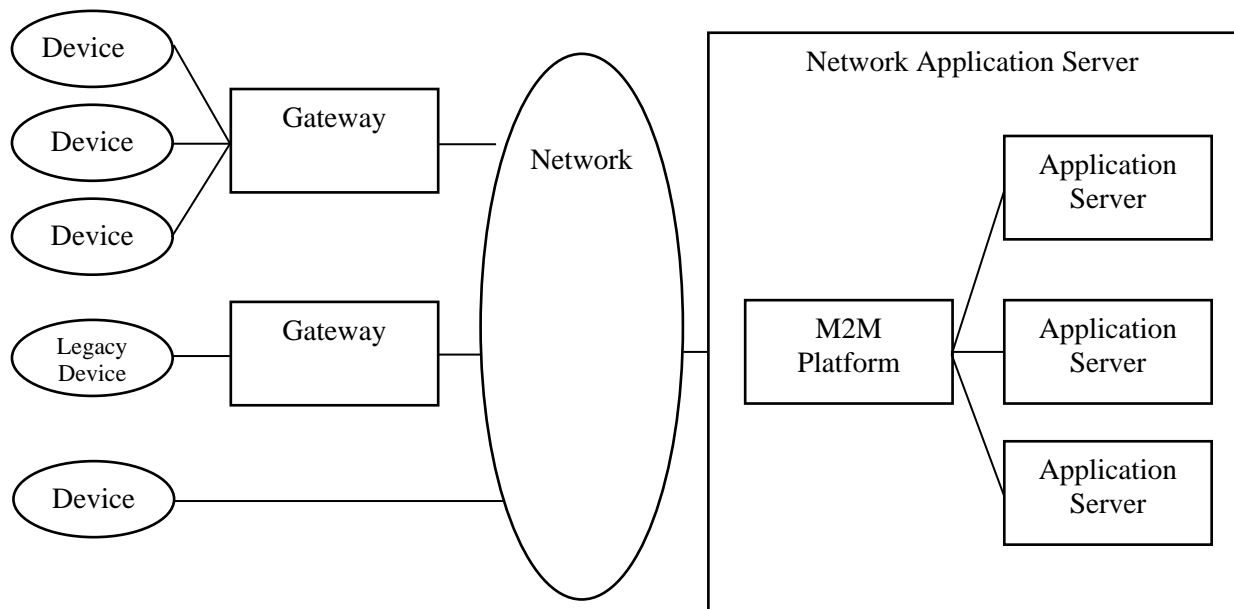 Device
Device
Device
Gateway
Legacy
Device
Gateway
Device
Network
Network Application Server
M2M
Platform
Application
Server
Application
Server
Application
Server